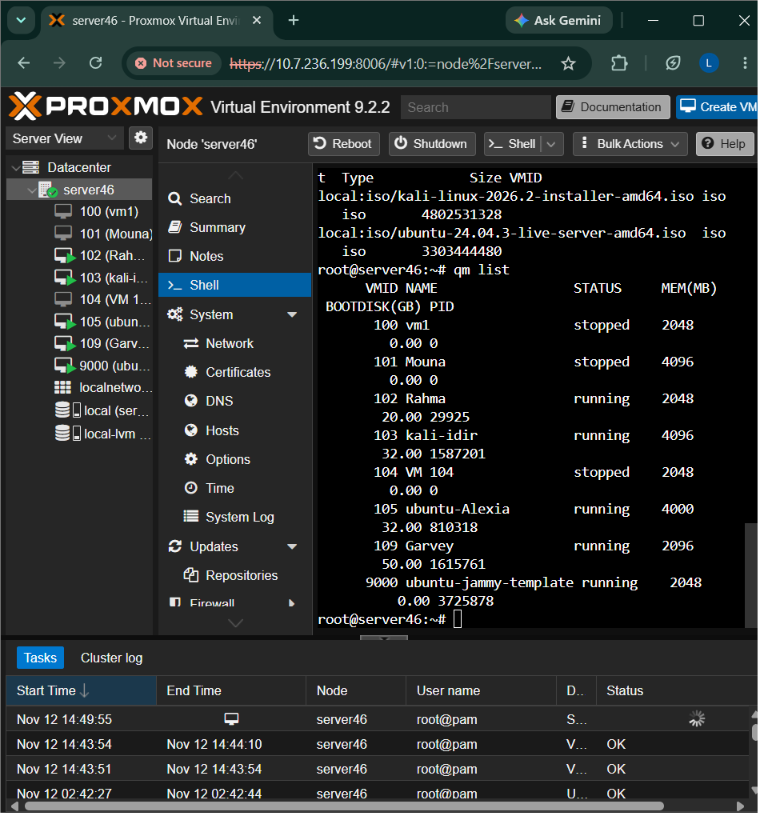 server46 - Proxmox Virtual Envi
Ask Gemini
Not secure https://10.7.236.199:8006/#v1:0:=node%2Fserver...
L
PROXMOX Virtual Environment 9.2.2 Search Documentation Create VM
Server View
Node 'server46' Reboot Shutdown Shell Bulk Actions Help
Datacenter
server46
100 (vm1)
101 (Mouna)
102 (Rah...
103 (kali-i...
104 (VM 1...
105 (ubun...
109 (Garv...
9000 (ub...
localnetwo...
local (ser...
local-lvm ...
Search
Summary
Notes
Shell
System
Network
Certificates
DNS
Hosts
Options
Time
System Log
Updates
Repositories
Firewall
t Type Size VMID
local:iso/kali-linux-2026.2-installer-amd64.iso iso
iso 4802531328
local:iso/ubuntu-24.04.3-live-server-amd64.iso iso
iso 3303444480
root@server46:~# qm list
VMID NAME STATUS MEM(MB)
BOOTDISK(GB) PID
100 vm1 stopped 2048
0.00 0
101 Mouna stopped 4096
0.00 0
102 Rahma running 2048
20.00 29925
103 kali-idir running 4096
32.00 1587201
104 VM 104 stopped 2048
0.00 0
105 ubuntu-Alexia running 4000
32.00 810318
109 Garvey running 2096
50.00 1615761
9000 ubuntu-jammy-template running 2048
0.00 3725878
root@server46:~#
Tasks Cluster log
Start Time End Time Node User name D.. Status
Nov 12 14:49:55 server46 root@pam S...
Nov 12 14:43:54 Nov 12 14:44:10 server46 root@pam V... OK
Nov 12 14:43:51 Nov 12 14:43:54 server46 root@pam V... OK
Nov 12 02:42:27 Nov 12 02:42:44 server46 root@pam U... OK